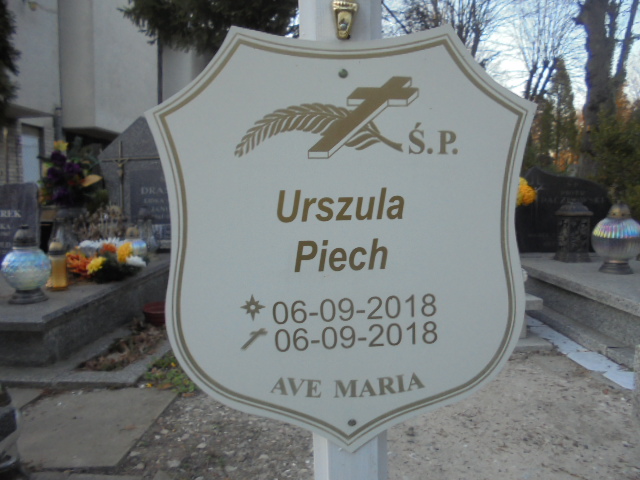 Ś.P.
Urszula
Piech
06-09-2018
06-09-2018
AVE MARIA